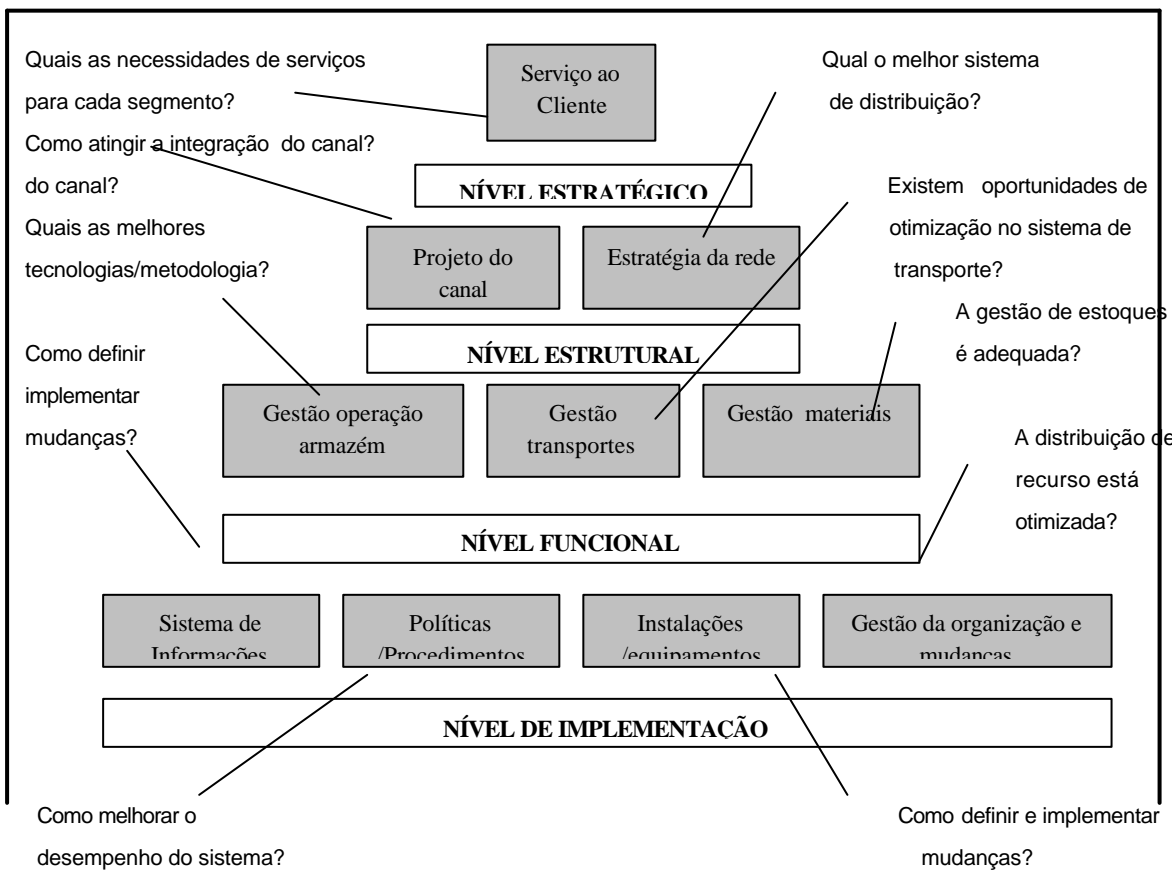 Quais as necessidades de serviços
para cada segmento?
Serviço ao
Cliente
Qual o melhor sistema
de distribuição?
Como atingir a integração do canal?
do canal?
NÍVEL ESTRATÉGICO
Existem oportunidades de
otimização no sistema de
transporte?
Quais as melhores
tecnologias/metodologia?
Projeto do
canal
Estratégia da rede
A gestão de estoques
é adequada?
NÍVEL ESTRUTURAL
Como definir
implementar
mudanças?
Gestão operação
armazém
Gestão
transportes
Gestão materiais
A distribuição de
recurso está
otimizada?
NÍVEL FUNCIONAL
Sistema de
Informações
Políticas
/Procedimentos
Instalações
/equipamentos
Gestão da organização e
mudanças
NÍVEL DE IMPLEMENTAÇÃO
Como melhorar o
desempenho do sistema?
Como definir e implementar
mudanças?